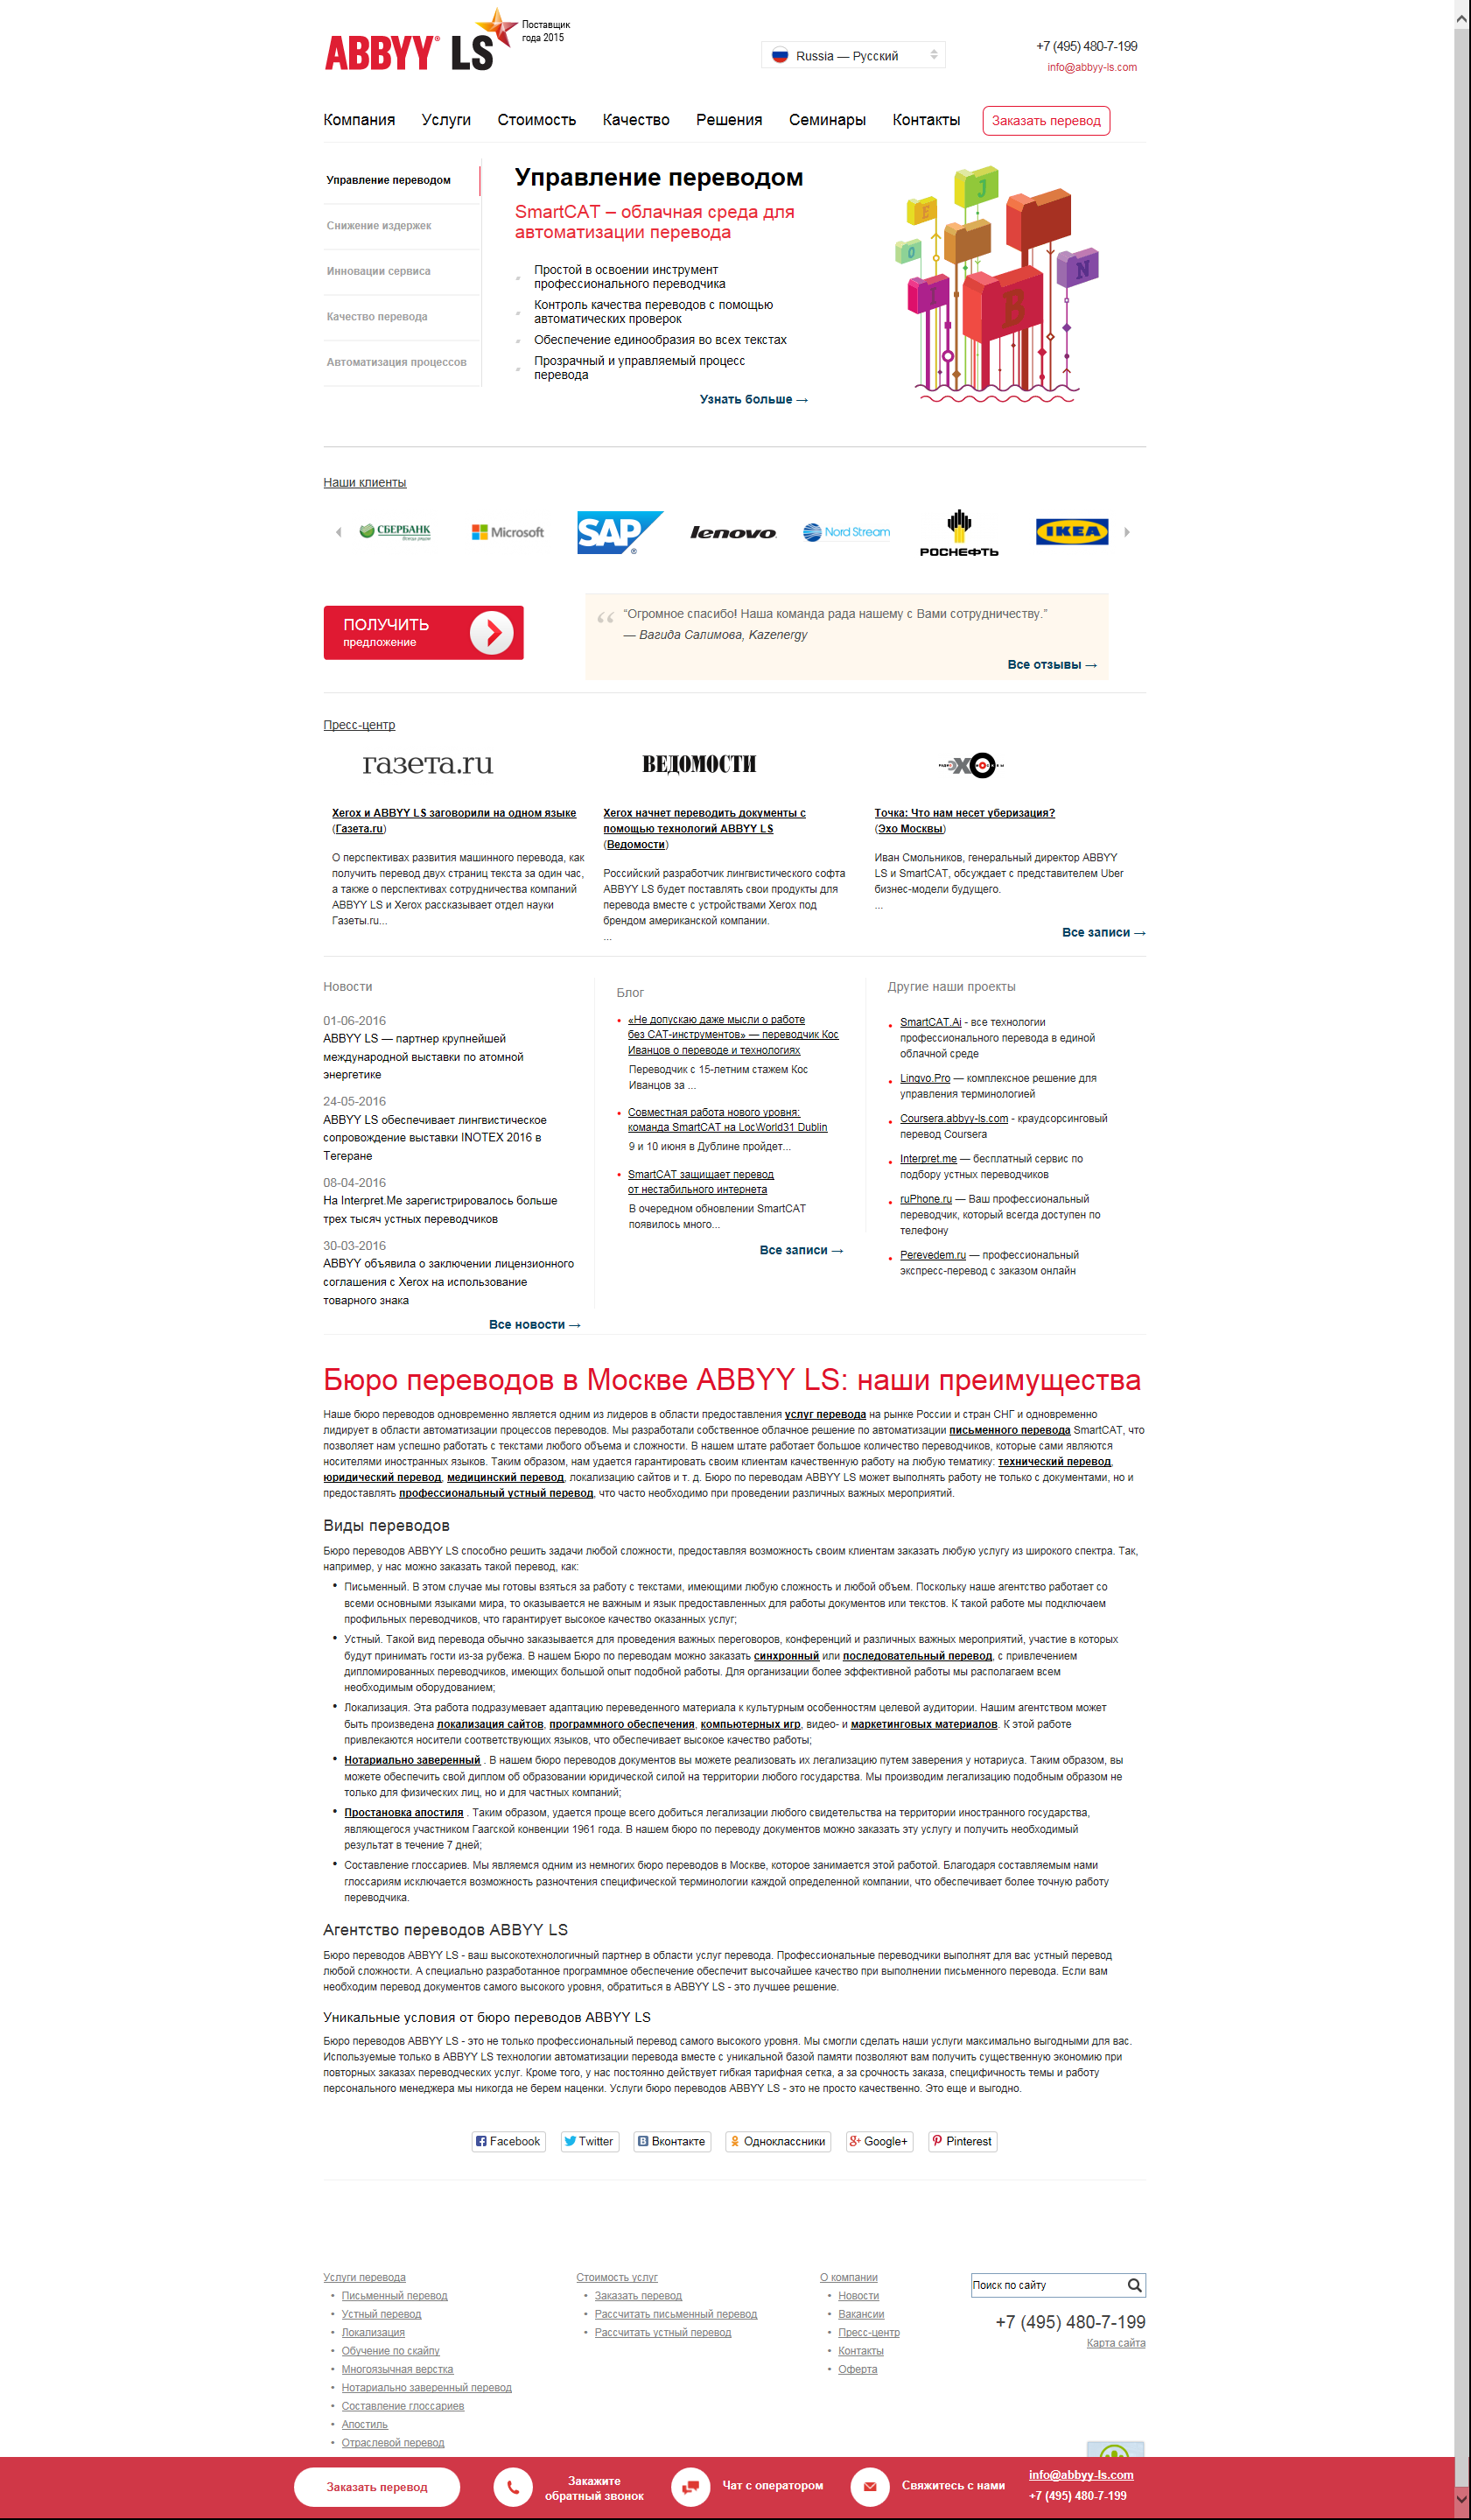 ABBYY® LS
Поставщик
года 2015
Russia — Русский
+7 (495) 480-7-199
info@abbyy-ls.com
Компания Услуги Стоимость Качество Решения Семинары Контакты Заказать перевод
Управление переводом
Снижение издержек
Инновации сервиса
Качество перевода
Автоматизация процессов
Управление переводом
SmartCAT – облачная среда для
автоматизации перевода
Простой в освоении инструмент
профессионального переводчика
Контроль качества переводов с помощью
автоматических проверок
Обеспечение единообразия во всех текстах
Прозрачный и управляемый процесс
перевода
Узнать больше →
E J O I B N
Наши клиенты
СБЕРБАНК
Microsoft
SAP®
lenovo
Nord Stream
РОСНЕФТЬ
IKEA
ПОЛУЧИТЬ
предложение
“Огромное спасибо! Наша команда рада нашему с Вами сотрудничеству.”
— Вагида Салимова, Kazenergy
Все отзывы →
Пресс-центр
газета.ru
ВЕДОМОСТИ
ЭХО
Xerox и ABBYY LS заговорили на одном языке
(Газета.ru)
О перспективах развития машинного перевода, как
получить перевод двух страниц текста за один час,
а также о перспективах сотрудничества компаний
ABBYY LS и Xerox рассказывает отдел науки
Газеты.ru...
Xerox начнет переводить документы с
помощью технологий ABBYY LS
(Ведомости)
Российский разработчик лингвистического софта
ABBYY LS будет поставлять свои продукты для
перевода вместе с устройствами Xerox под
брендом американской компании.
...
Точка: Что нам несет уберизация?
(Эхо Москвы)
Иван Смольников, генеральный директор ABBYY
LS и SmartCAT, обсуждает с представителем Uber
бизнес-модели будущего.
...
Все записи →
Новости
01-06-2016
ABBYY LS — партнер крупнейшей
международной выставки по атомной
энергетике
24-05-2016
ABBYY LS обеспечивает лингвистическое
сопровождение выставки INOTEX 2016 в
Тегеране
08-04-2016
На Interpret.Me зарегистрировалось больше
трех тысяч устных переводчиков
30-03-2016
ABBYY объявила о заключении лицензионного
соглашения с Xerox на использование
товарного знака
Все новости →
Блог
«Не допускаю даже мысли о работе
без CAT-инструментов» — переводчик Кос
Иванцов о переводе и технологиях
Переводчик с 15-летним стажем Кос
Иванцов за ...
Совместная работа нового уровня:
команда SmartCAT на LocWorld31 Dublin
9 и 10 июня в Дублине пройдет...
SmartCAT защищает перевод
от нестабильного интернета
В очередном обновлении SmartCAT
появилось много...
Все записи →
Другие наши проекты
SmartCAT.Ai - все технологии
профессионального перевода в единой
облачной среде
Lingvo.Pro — комплексное решение для
управления терминологией
Coursera.abbyy-ls.com - краудсорсинговый
перевод Coursera
Interpret.me — бесплатный сервис по
подбору устных переводчиков
ruPhone.ru — Ваш профессиональный
переводчик, который всегда доступен по
телефону
Perevedem.ru — профессиональный
экспресс-перевод с заказом онлайн
Бюро переводов в Москве ABBYY LS: наши преимущества
Наше бюро переводов одновременно является одним из лидеров в области предоставления услуг перевода на рынке России и стран СНГ и одновременно
лидирует в области автоматизации процессов переводов. Мы разработали собственное облачное решение по автоматизации письменного перевода SmartCAT, что
позволяет нам успешно работать с текстами любого объема и сложности. В нашем штате работает большое количество переводчиков, которые сами являются
носителями иностранных языков. Таким образом, нам удается гарантировать своим клиентам качественную работу на любую тематику: технический перевод,
юридический перевод, медицинский перевод, локализацию сайтов и т. д. Бюро по переводам ABBYY LS может выполнять работу не только с документами, но и
предоставлять профессиональный устный перевод, что часто необходимо при проведении различных важных мероприятий.
Виды переводов
Бюро переводов ABBYY LS способно решить задачи любой сложности, предоставляя возможность своим клиентам заказать любую услугу из широкого спектра. Так,
например, у нас можно заказать такой перевод, как:
Письменный. В этом случае мы готовы взяться за работу с текстами, имеющими любую сложность и любой объем. Поскольку наше агентство работает со
всеми основными языками мира, то оказывается не важным и язык предоставленных для работы документов или текстов. К такой работе мы подключаем
профильных переводчиков, что гарантирует высокое качество оказанных услуг;
Устный. Такой вид перевода обычно заказывается для проведения важных переговоров, конференций и различных важных мероприятий, участие в которых
будут принимать гости из-за рубежа. В нашем Бюро по переводам можно заказать синхронный или последовательный перевод, с привлечением
дипломированных переводчиков, имеющих большой опыт подобной работы. Для организации более эффективной работы мы располагаем всем
необходимым оборудованием;
Локализация. Эта работа подразумевает адаптацию переведенного материала к культурным особенностям целевой аудитории. Нашим агентством может
быть произведена локализация сайтов, программного обеспечения, компьютерных игр, видео- и маркетинговых материалов. К этой работе
привлекаются носители соответствующих языков, что обеспечивает высокое качество работы;
Нотариально заверенный . В нашем бюро переводов документов вы можете реализовать их легализацию путем заверения у нотариуса. Таким образом, вы
можете обеспечить свой диплом об образовании юридической силой на территории любого государства. Мы производим легализацию подобным образом не
только для физических лиц, но и для частных компаний;
Простановка апостиля . Таким образом, удается проще всего добиться легализации любого свидетельства на территории иностранного государства,
являющегося участником Гаагской конвенции 1961 года. В нашем бюро по переводу документов можно заказать эту услугу и получить необходимый
результат в течение 7 дней;
Составление глоссариев. Мы являемся одним из немногих бюро переводов в Москве, которое занимается этой работой. Благодаря составляемым нами
глоссариям исключается возможность разночтения специфической терминологии каждой определенной компании, что обеспечивает более точную работу
переводчика.
Агентство переводов ABBYY LS
Бюро переводов ABBYY LS - ваш высокотехнологичный партнер в области услуг перевода. Профессиональные переводчики выполнят для вас устный перевод
любой сложности. А специально разработанное программное обеспечение обеспечит высочайшее качество при выполнении письменного перевода. Если вам
необходим перевод документов самого высокого уровня, обратиться в ABBYY LS - это лучшее решение.
Уникальные условия от бюро переводов ABBYY LS
Бюро переводов ABBYY LS - это не только профессиональный перевод самого высокого уровня. Мы смогли сделать наши услуги максимально выгодными для вас.
Используемые только в ABBYY LS технологии автоматизации перевода вместе с уникальной базой памяти позволяют вам получить существенную экономию при
повторных заказах переводческих услуг. Кроме того, у нас постоянно действует гибкая тарифная сетка, а за срочность заказа, специфичность темы и работу
персонального менеджера мы никогда не берем наценки. Услуги бюро переводов ABBYY LS - это не просто качественно. Это еще и выгодно.
Facebook Twitter Вконтакте Одноклассники Google+ Pinterest
Услуги перевода
Письменный перевод
Устный перевод
Локализация
Обучение по скайпу
Многоязычная верстка
Нотариально заверенный перевод
Составление глоссариев
Апостиль
Отраслевой перевод
Стоимость услуг
Заказать перевод
Рассчитать письменный перевод
Рассчитать устный перевод
О компании
Новости
Вакансии
Пресс-центр
Контакты
Оферта
Поиск по сайту
+7 (495) 480-7-199
Карта сайта
Заказать перевод
Закажите
обратный звонок
Чат с оператором
Свяжитесь с нами
info@abbyy-ls.com
+7 (495) 480-7-199